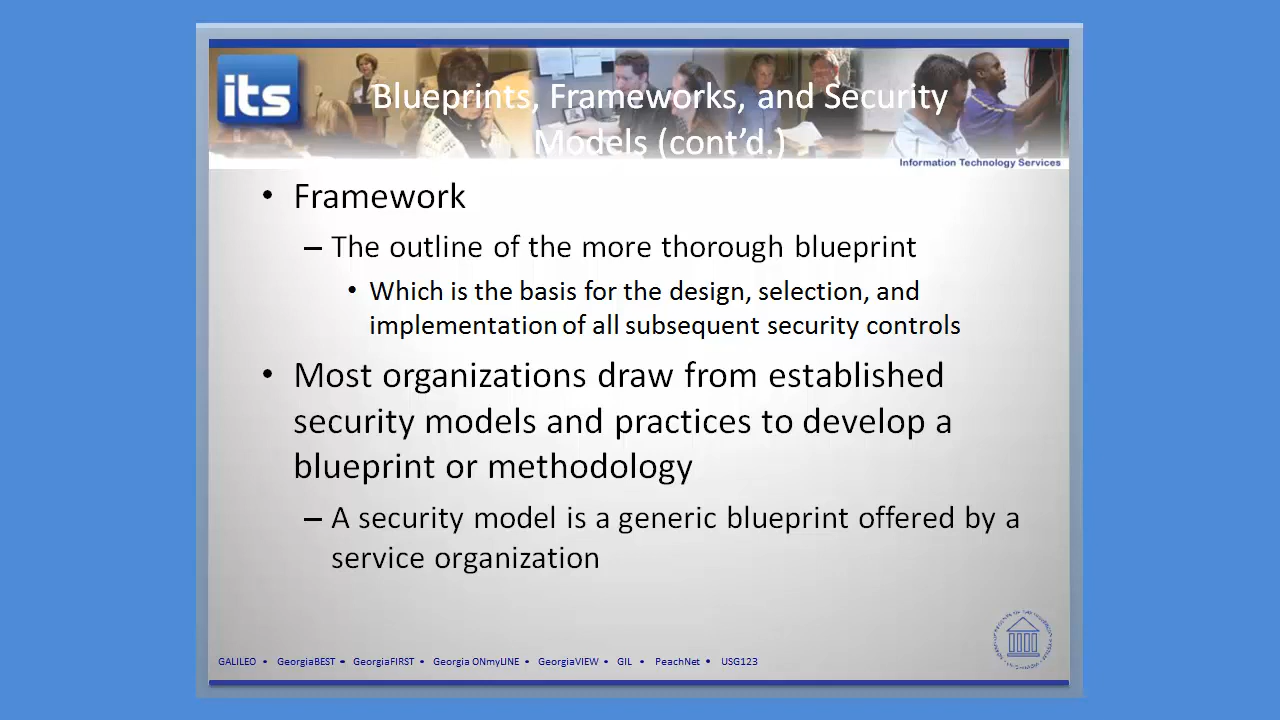 its
Blueprints, Frameworks, and Security
Models (cont’d.)
Information Technology Services
• Framework
– The outline of the more thorough blueprint
• Which is the basis for the design, selection, and
implementation of all subsequent security controls
• Most organizations draw from established
security models and practices to develop a
blueprint or methodology
– A security model is a generic blueprint offered by a
service organization
GALILEO • GeorgiaBEST • GeorgiaFIRST • Georgia ONmyLINE • GeorgiaVIEW • GIL • PeachNet • USG123